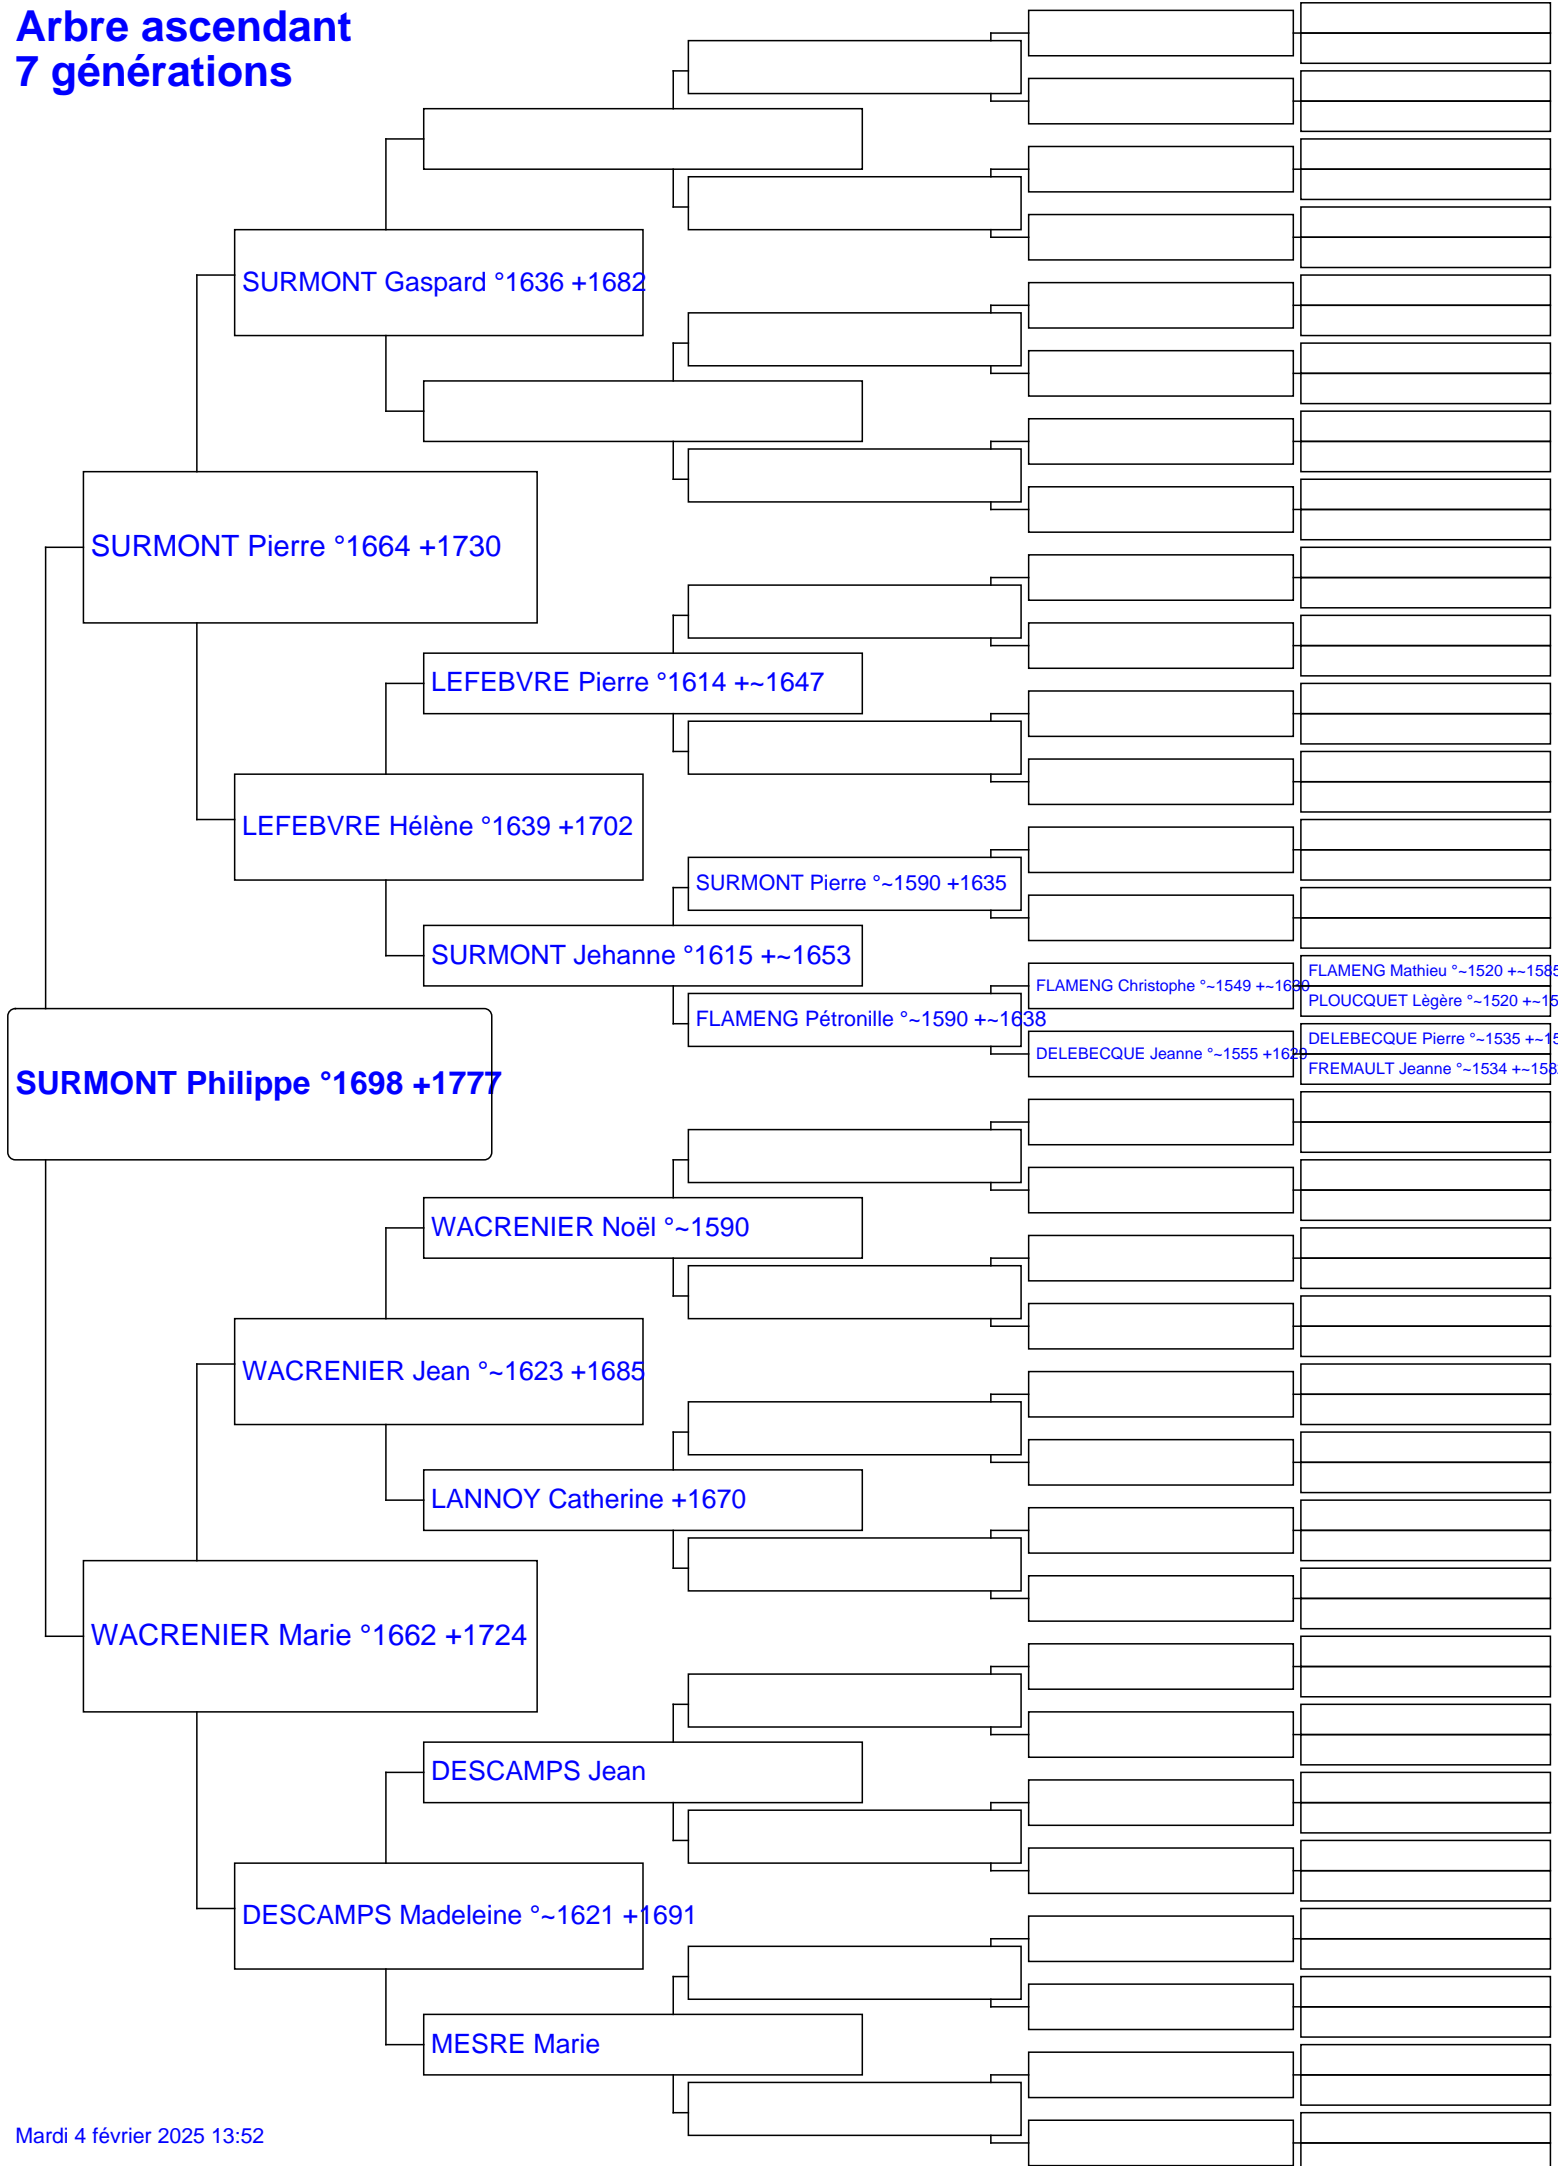 Arbre ascendant
7 générations
SURMONT Gaspard °1636 +1682
SURMONT Pierre °1664 +1730
LEFEBVRE Pierre °1614 +~1647
LEFEBVRE Hélène °1639 +1702
SURMONT Pierre °~1590 +1635
SURMONT Jehanne °1615 +~1653
FLAMENG Christophe °~1549 +~1630
FLAMENG Mathieu °~1520 +~1585
PLOUCQUET Lègère °~1520 +~15
FLAMENG Pétronille °~1590 +~1638
DELEBECQUE Jeanne °~1555 +1629
DELEBECQUE Pierre °~1535 +~15
FREMAULT Jeanne °~1534 +~158
SURMONT Philippe °1698 +1777
WACRENIER Noël °~1590
WACRENIER Jean °~1623 +1685
LANNOY Catherine +1670
WACRENIER Marie °1662 +1724
DESCAMPS Jean
DESCAMPS Madeleine °~1621 +1691
MESRE Marie
Mardi 4 février 2025 13:52